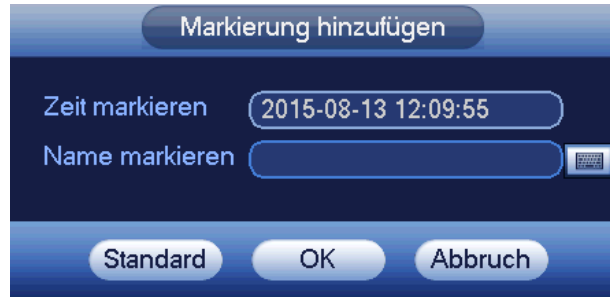 Markierung hinzufügen
Zeit markieren 2015-08-13 12:09:55
Name markieren
Standard OK Abbruch